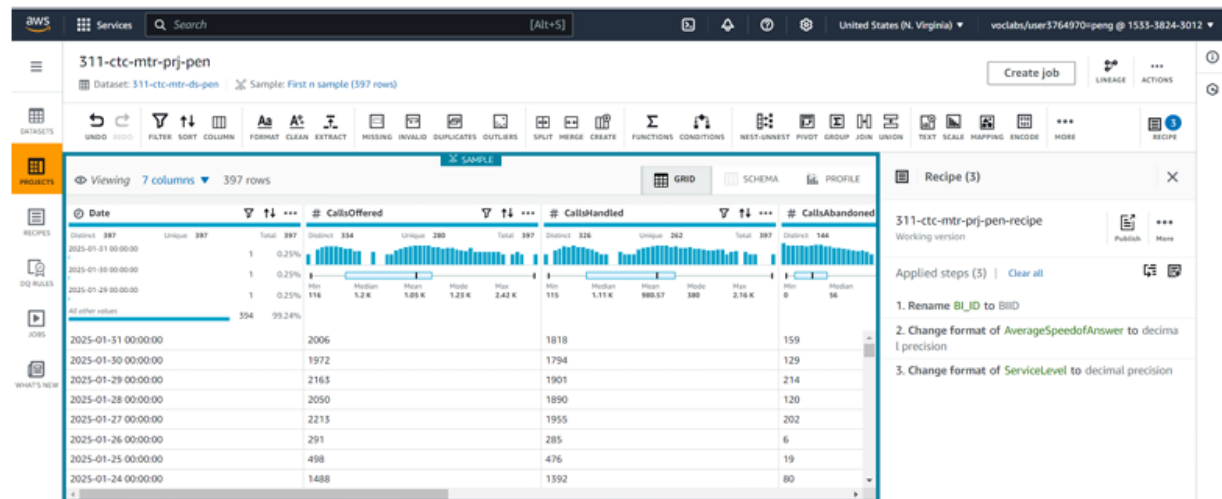 aws Services Search [Alt+S] United States (N. Virginia) ▼ voclabs/user3764970=peng @ 1533-3824-3012 ▼
311-ctc-mtr-prj-pen
Dataset: 311-ctc-mtr-ds-pen Sample: First n sample (397 rows)
Create job LINEAGE ACTIONS
DATASETS
PROJECTS
RECIPES
DQ RULES
JOBS
WHAT'S NEW
UNDO REDO FILTER SORT COLUMN FORMAT CLEAN EXTRACT MISSING INVALID DUPLICATES OUTLIERS SPLIT MERGE CREATE FUNCTIONS CONDITIONS NEST-UNNEST PIVOT GROUP JOIN UNION TEXT SCALE MAPPING ENCODE MORE 3 RECIPE
SAMPLE
Viewing 7 columns ▼ 397 rows GRID SCHEMA PROFILE
Date # CallsOffered # CallsHandled # CallsAbandoned
Distinct 397 Unique 397 Total 397 Distinct 334 Unique 280 Total 397 Distinct 326 Unique 262 Total 397 Distinct 144
2025-01-31 00:00:00 1 0.25%
2025-01-30 00:00:00 1 0.25%
2025-01-29 00:00:00 1 0.25%
All other values 394 99.24%
Min Median Mean Mode Max Min Median Mean Mode Max Min Median
116 1.2 K 1.05 K 1.23 K 2.42 K 115 1.11 K 980.57 380 2.16 K 0 56
2025-01-31 00:00:00 2006 1818 159
2025-01-30 00:00:00 1972 1794 129
2025-01-29 00:00:00 2163 1901 214
2025-01-28 00:00:00 2050 1890 120
2025-01-27 00:00:00 2213 1955 202
2025-01-26 00:00:00 291 285 6
2025-01-25 00:00:00 498 476 19
2025-01-24 00:00:00 1488 1392 80
Recipe (3)
311-ctc-mtr-prj-pen-recipe
Working version
Publish More
Applied steps (3) | Clear all
1. Rename BI_ID to BIID
2. Change format of AverageSpeedofAnswer to decima
l precision
3. Change format of ServiceLevel to decimal precision